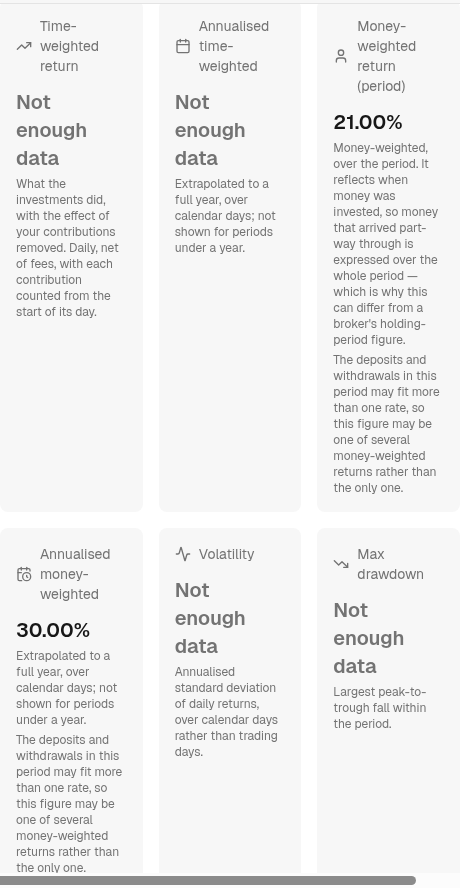 Time-
weighted
return
Not
enough
data
What the
investments did,
with the effect of
your contributions
removed. Daily, net
of fees, with each
contribution
counted from the
start of its day.
Annualised
time-
weighted
Not
enough
data
Extrapolated to a
full year, over
calendar days; not
shown for periods
under a year.
Money-
weighted
return
(period)
21.00%
Money-weighted,
over the period. It
reflects when
money was
invested, so money
that arrived part-
way through is
expressed over the
whole period —
which is why this
can differ from a
broker's holding-
period figure.
The deposits and
withdrawals in this
period may fit more
than one rate, so
this figure may be
one of several
money-weighted
returns rather than
the only one.
Annualised
money-
weighted
30.00%
Extrapolated to a
full year, over
calendar days; not
shown for periods
under a year.
The deposits and
withdrawals in this
period may fit more
than one rate, so
this figure may be
one of several
money-weighted
returns rather than
the only one.
Volatility
Not
enough
data
Annualised
standard deviation
of daily returns,
over calendar days
rather than trading
days.
Max
drawdown
Not
enough
data
Largest peak-to-
trough fall within
the period.